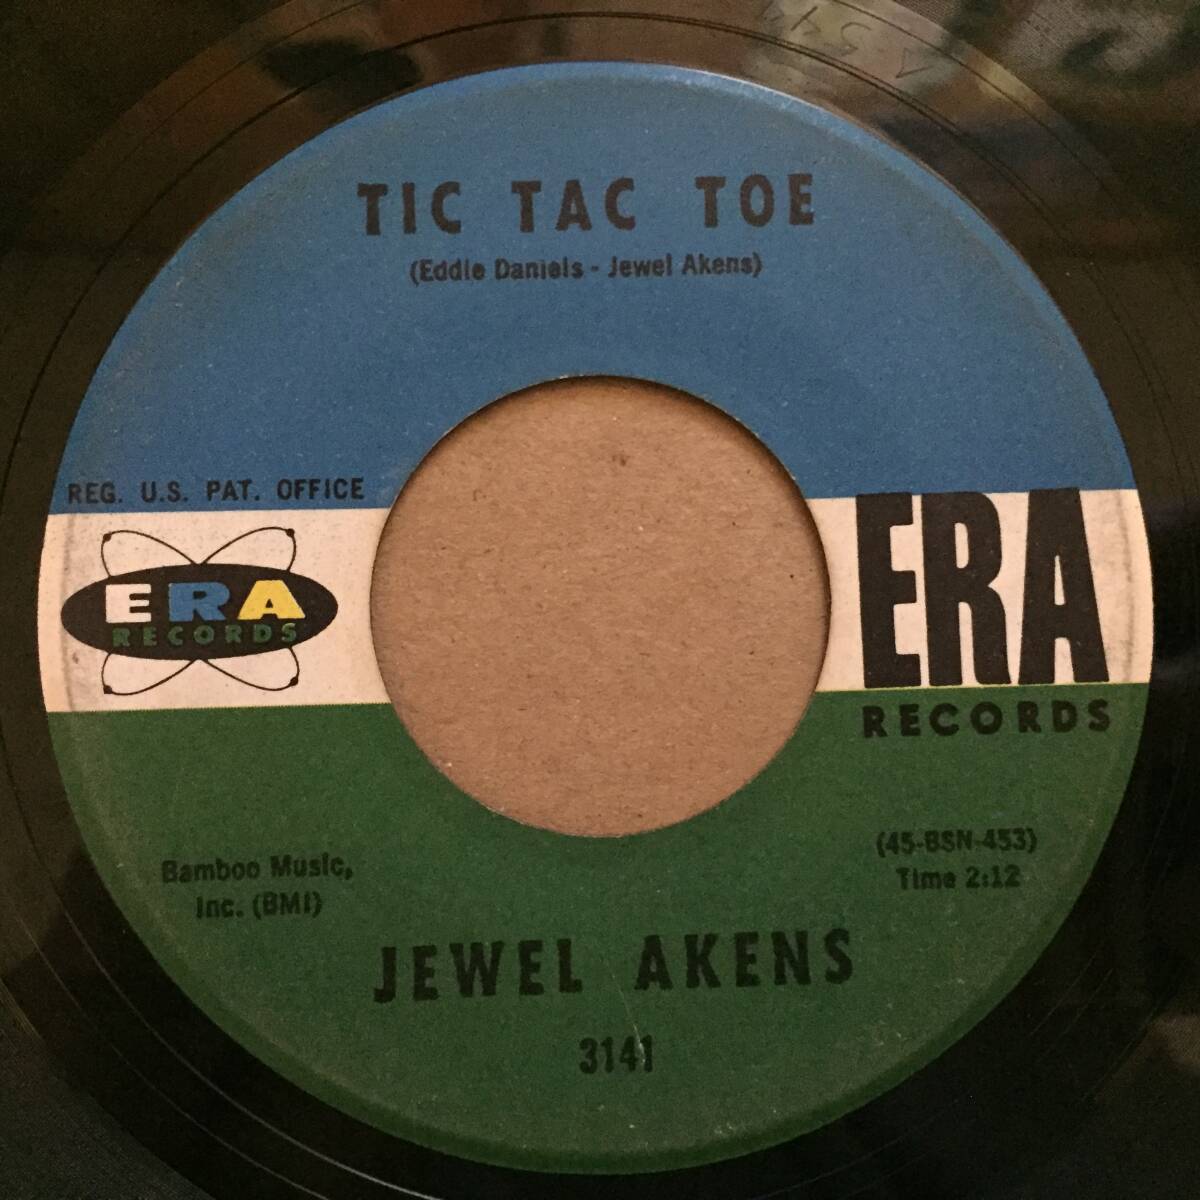 TIC TAC TOE
(Eddie Daniels - Jewel Akens)
REG. U.S. PAT. OFFICE
ERA
RECORDS
ERA
RECORDS
Bamboo Music,
Inc. (BMI)
(45-BSN-453)
Time 2:12
JEWEL AKENS
3141